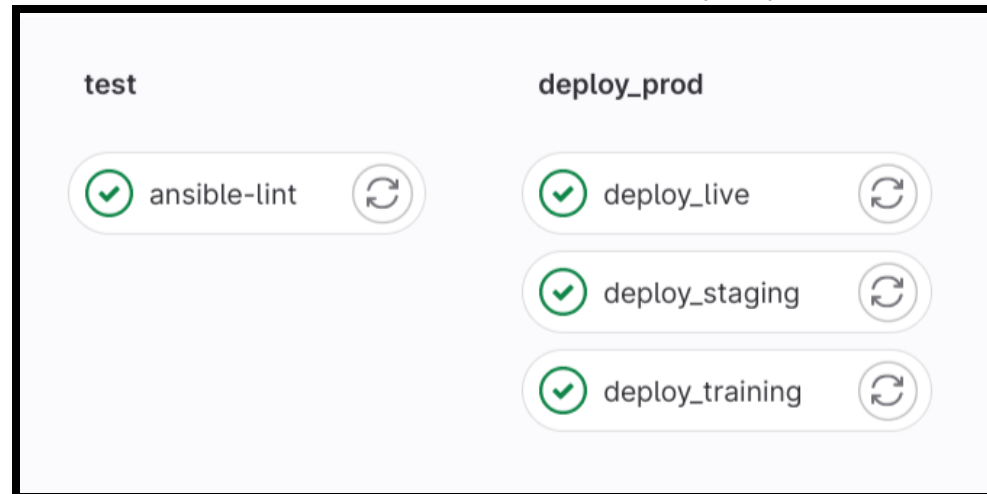 test
ansible-lint
deploy_prod
deploy_live
deploy_staging
deploy_training